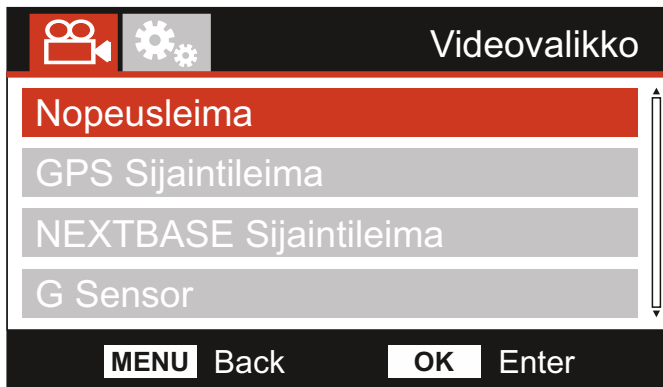 Videovalikko
Nopeusleima
GPS Sijaintileima
NEXTBASE Sijaintileima
G Sensor
MENU Back OK Enter